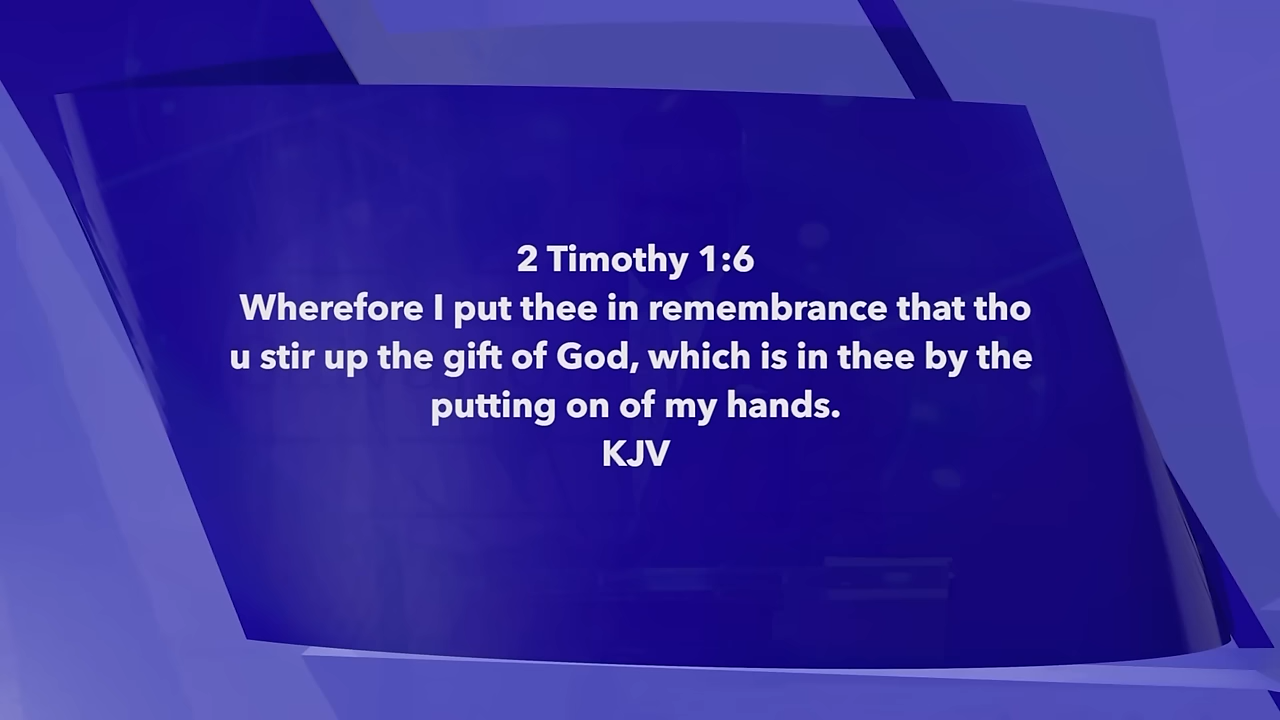 2 Timothy 1:6
Wherefore I put thee in remembrance that tho
u stir up the gift of God, which is in thee by the
putting on of my hands.
KJV